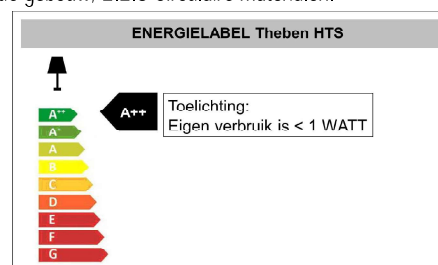 ENERGIELABEL Theben HTS
A++
A++
Toelichting:
Eigen verbruik is < 1 WATT
A+
A
B
C
D
E
F
G